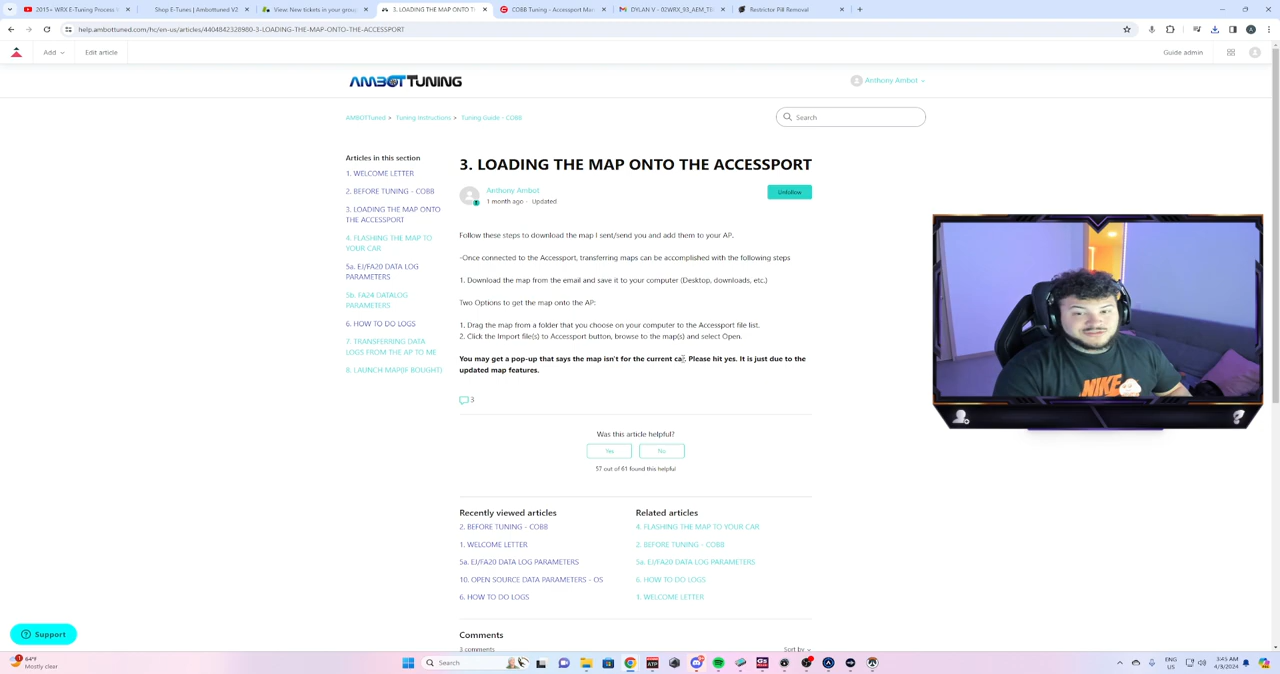 2015+ WRX E-Tuning Process
Shop E-Tunes | Ambottuned V2
View: New tickets in your group
3. LOADING THE MAP ONTO T
COBB Tuning - Accessport Ma
DYLAN V - 02WRX_93_AEM_T
Restrictor Pill Removal
help.ambottuned.com/hc/en-us/articles/4404842328980-3-LOADING-THE-MAP-ONTO-THE-ACCESSPORT
Add
Edit article
Guide admin
AMBOT TUNING
Anthony Ambot
AMBOTTuned > Tuning Instructions > Tuning Guide - COBB
Search
Articles in this section
1. WELCOME LETTER
2. BEFORE TUNING - COBB
3. LOADING THE MAP ONTO
THE ACCESSPORT
4. FLASHING THE MAP TO
YOUR CAR
5a. EJ/FA20 DATA LOG
PARAMETERS
5b. FA24 DATALOG
PARAMETERS
6. HOW TO DO LOGS
7. TRANSFERRING DATA
LOGS FROM THE AP TO ME
8. LAUNCH MAP(IF BOUGHT)
3. LOADING THE MAP ONTO THE ACCESSPORT
Anthony Ambot
1 month ago · Updated
Unfollow
Follow these steps to download the map I sent/send you and add them to your AP.
-Once connected to the Accessport, transferring maps can be accomplished with the following steps
1. Download the map from the email and save it to your computer (Desktop, downloads, etc.)
Two Options to get the map onto the AP:
1. Drag the map from a folder that you choose on your computer to the Accessport file list.
2. Click the Import file(s) to Accessport button, browse to the map(s) and select Open.
You may get a pop-up that says the map isn't for the current car. Please hit yes. It is just due to the
updated map features.
3
Was this article helpful?
Yes
No
57 out of 61 found this helpful
Recently viewed articles
2. BEFORE TUNING - COBB
1. WELCOME LETTER
5a. EJ/FA20 DATA LOG PARAMETERS
10. OPEN SOURCE DATA PARAMETERS - OS
6. HOW TO DO LOGS
Related articles
4. FLASHING THE MAP TO YOUR CAR
2. BEFORE TUNING - COBB
5a. EJ/FA20 DATA LOG PARAMETERS
6. HOW TO DO LOGS
1. WELCOME LETTER
Comments
3 comments
Sort by
Support
NIKE
64°F
Mostly clear
Search
ENG
US
3:45 AM
4/8/2024